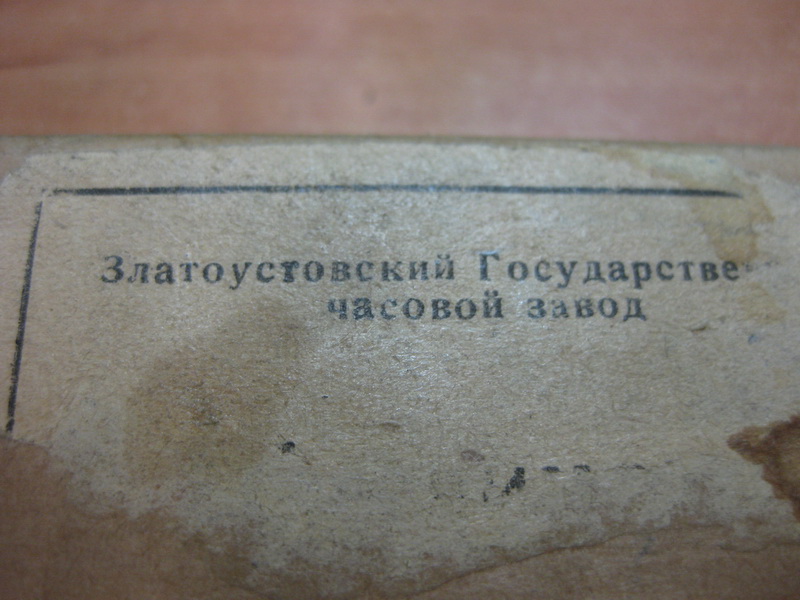 Златоустовский Государстве
часовой завод